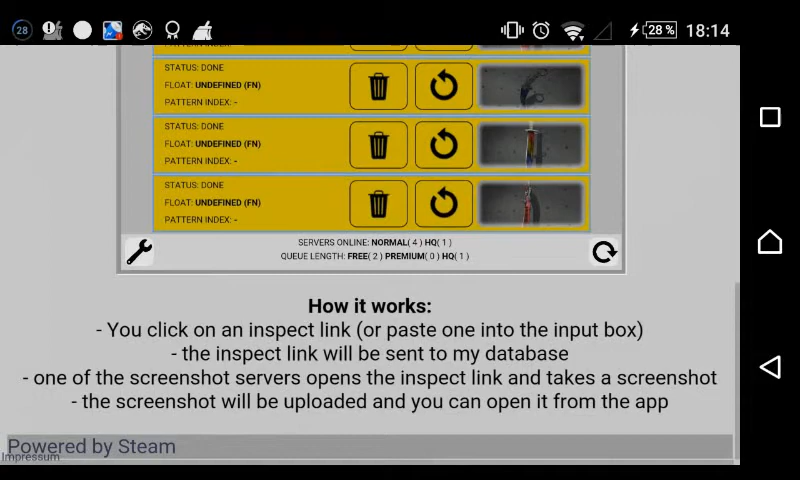 28
28 %
18:14
STATUS: DONE
FLOAT: UNDEFINED (FN)
PATTERN INDEX: -
STATUS: DONE
FLOAT: UNDEFINED (FN)
PATTERN INDEX: -
STATUS: DONE
FLOAT: UNDEFINED (FN)
PATTERN INDEX: -
SERVERS ONLINE: NORMAL( 4 ) HQ( 1 )
QUEUE LENGTH: FREE( 2 ) PREMIUM( 0 ) HQ( 1 )
How it works:
- You click on an inspect link (or paste one into the input box)
- the inspect link will be sent to my database
- one of the screenshot servers opens the inspect link and takes a screenshot
- the screenshot will be uploaded and you can open it from the app
Powered by Steam
Impressum